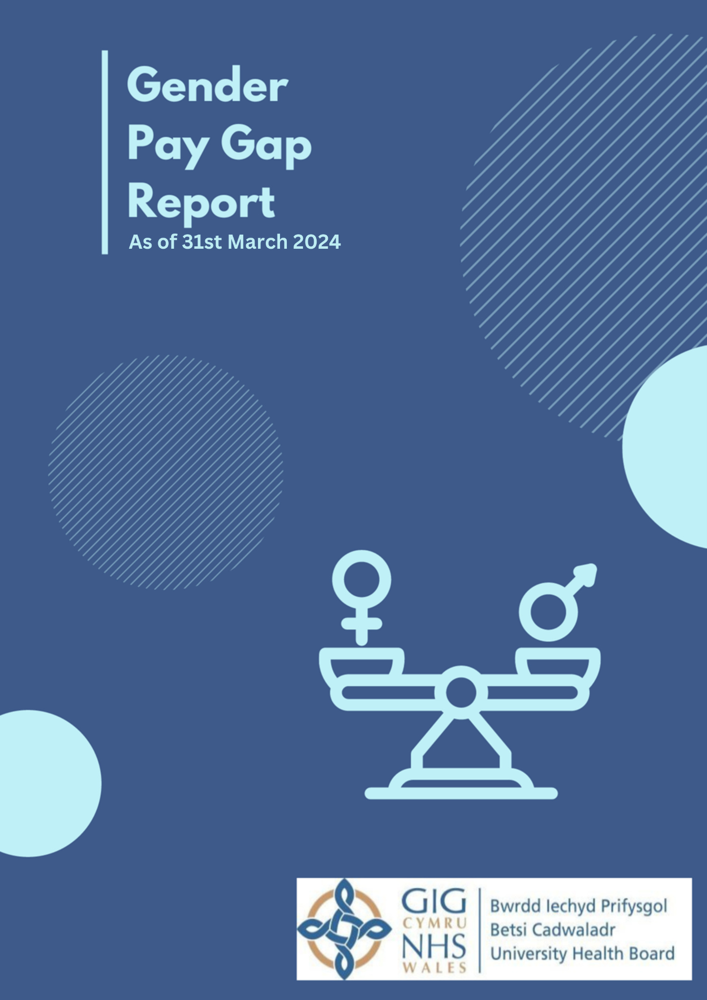 Gender
Pay Gap
Report
As of 31st March 2024
GIG
CYMRU
NHS
WALES
Bwrdd Iechyd Prifysgol
Betsi Cadwaladr
University Health Board